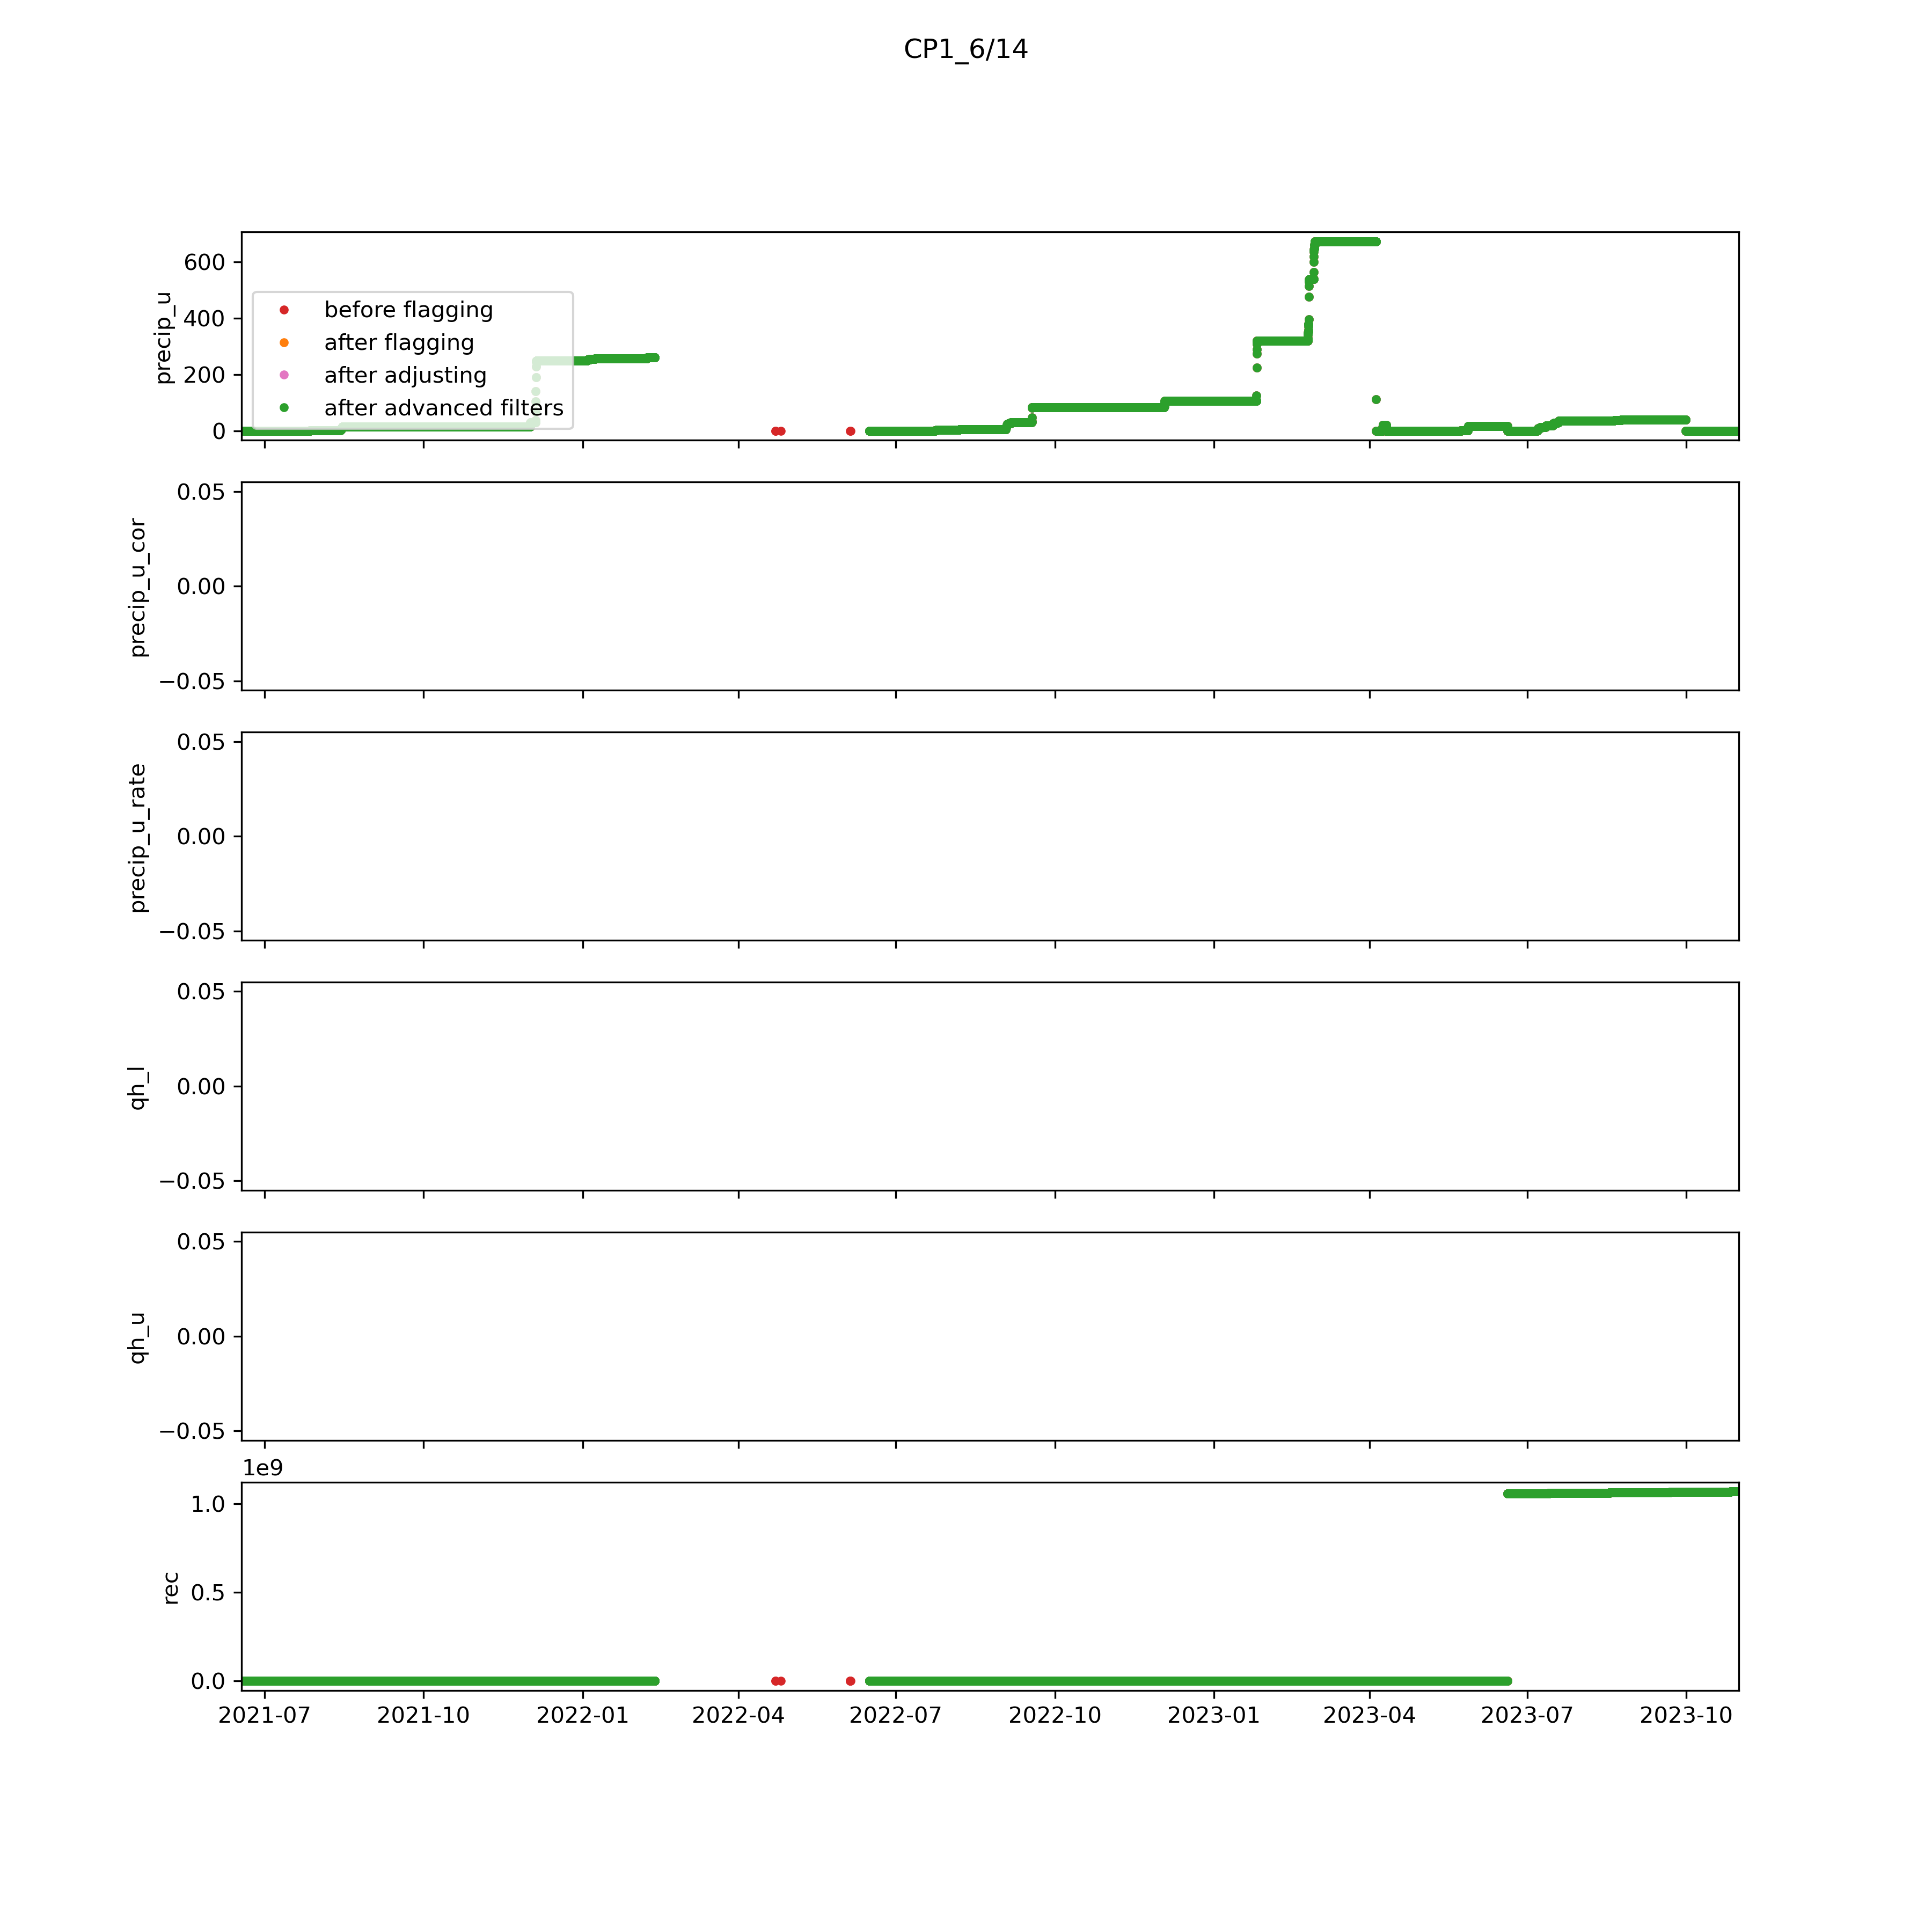 CP1_6/14
600
400
200
0
precip_u
before flagging
after flagging
after adjusting
after advanced filters
0.05
0.00
−0.05
precip_u_cor
0.05
0.00
−0.05
precip_u_rate
0.05
0.00
−0.05
qh_l
0.05
0.00
−0.05
qh_u
1e9
1.0
0.5
0.0
rec
2021-07
2021-10
2022-01
2022-04
2022-07
2022-10
2023-01
2023-04
2023-07
2023-10